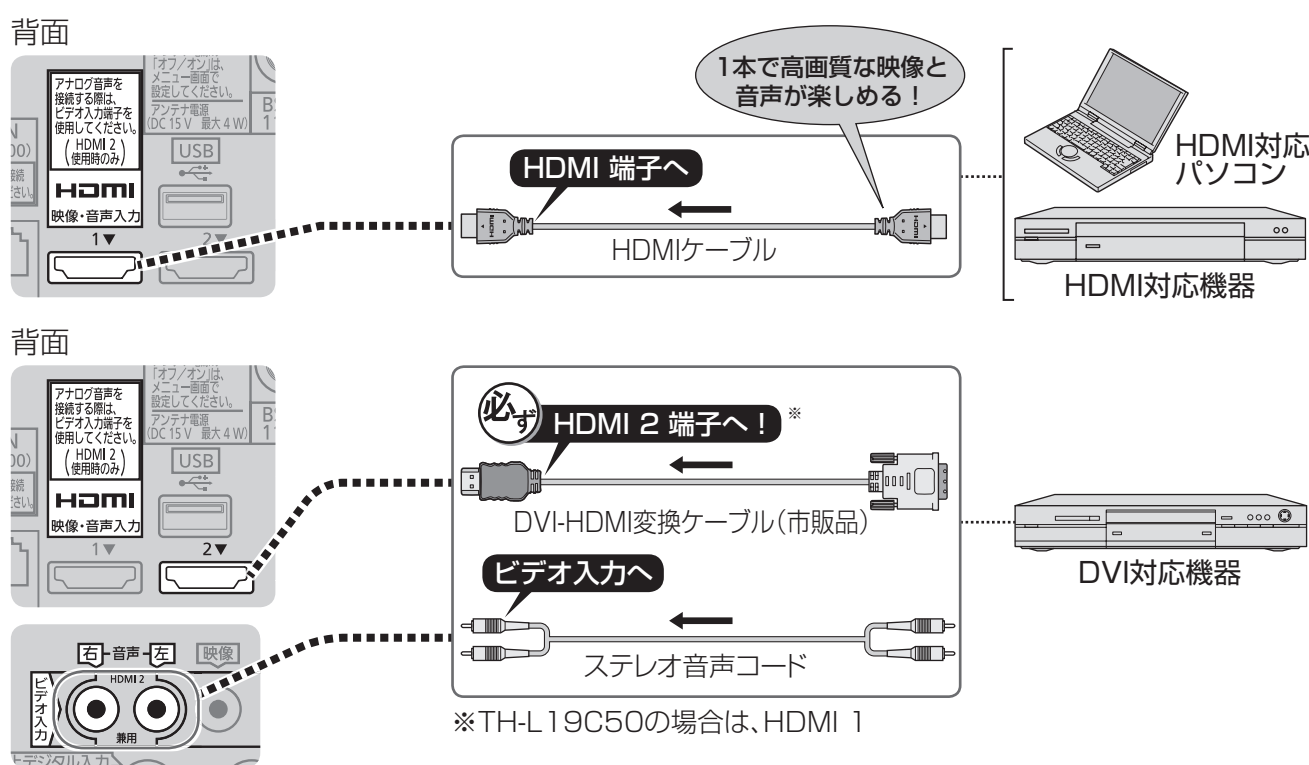 背面
「オフ/オン」は、
メニュー画面で
設定してください。
アンテナ電源
(DC 15 V 最大 4 W)
アナログ音声を
接続する際は、
ビデオ入力端子を
使用してください。
(HDMI 2
使用時のみ)
HDMI
映像・音声入力
1▼
USB
2▼
1本で高画質な映像と
音声が楽しめる！
HDMI 端子へ
HDMIケーブル
HDMI対応
パソコン
HDMI対応機器
背面
「オフ/オン」は、
メニュー画面で
設定してください。
アンテナ電源
(DC 15 V 最大 4 W)
アナログ音声を
接続する際は、
ビデオ入力端子を
使用してください。
(HDMI 2
使用時のみ)
HDMI
映像・音声入力
1▼
USB
2▼
必ず HDMI 2 端子へ！ ※
DVI-HDMI変換ケーブル(市販品)
ビデオ入力へ
ステレオ音声コード
DVI対応機器
右-音声-左
映像
HDMI 2
兼用
ビデオ入力
※TH-L19C50の場合は、HDMI 1